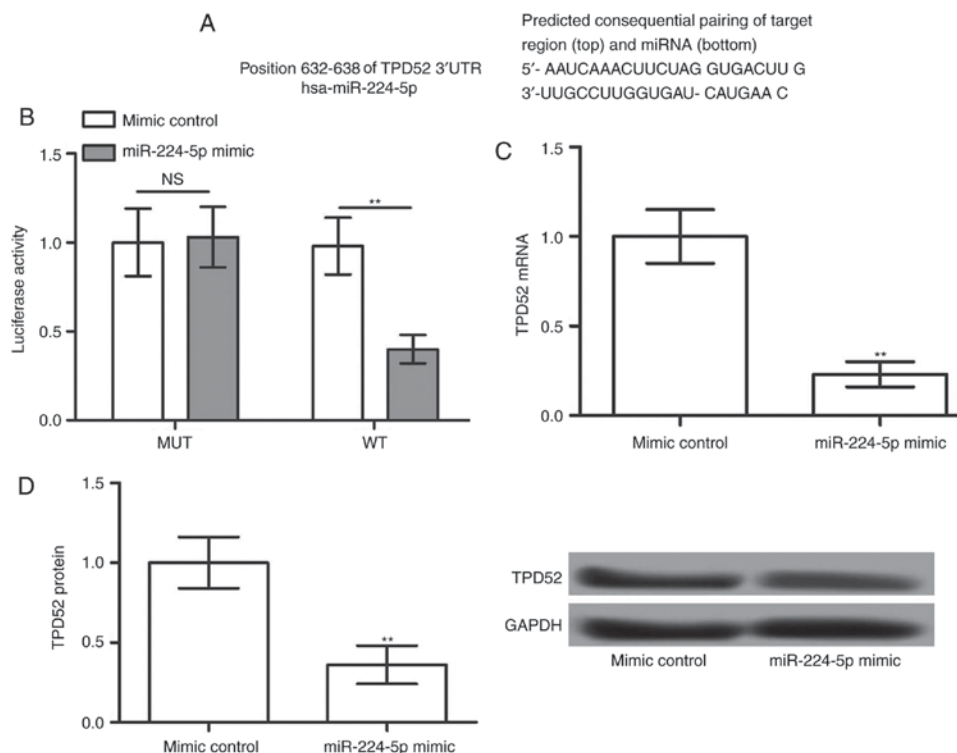 A
Predicted consequential pairing of target
region (top) and miRNA (bottom)
Position 632-638 of TPD52 3'UTR
5'- AAUCAAACUUCUAG GUGACUU G
hsa-miR-224-5p
3'-UUGCCUUGGUGAU- CAUGAA C
B
Mimic control
miR-224-5p mimic
1.5
1.0
0.5
0.0
Luciferase activity
NS
**
MUT
WT
C
1.5
1.0
0.5
0.0
TPD52 mRNA
**
Mimic control
miR-224-5p mimic
D
1.5
1.0
0.5
0.0
TPD52 protein
**
Mimic control
miR-224-5p mimic
TPD52
GAPDH
Mimic control
miR-224-5p mimic